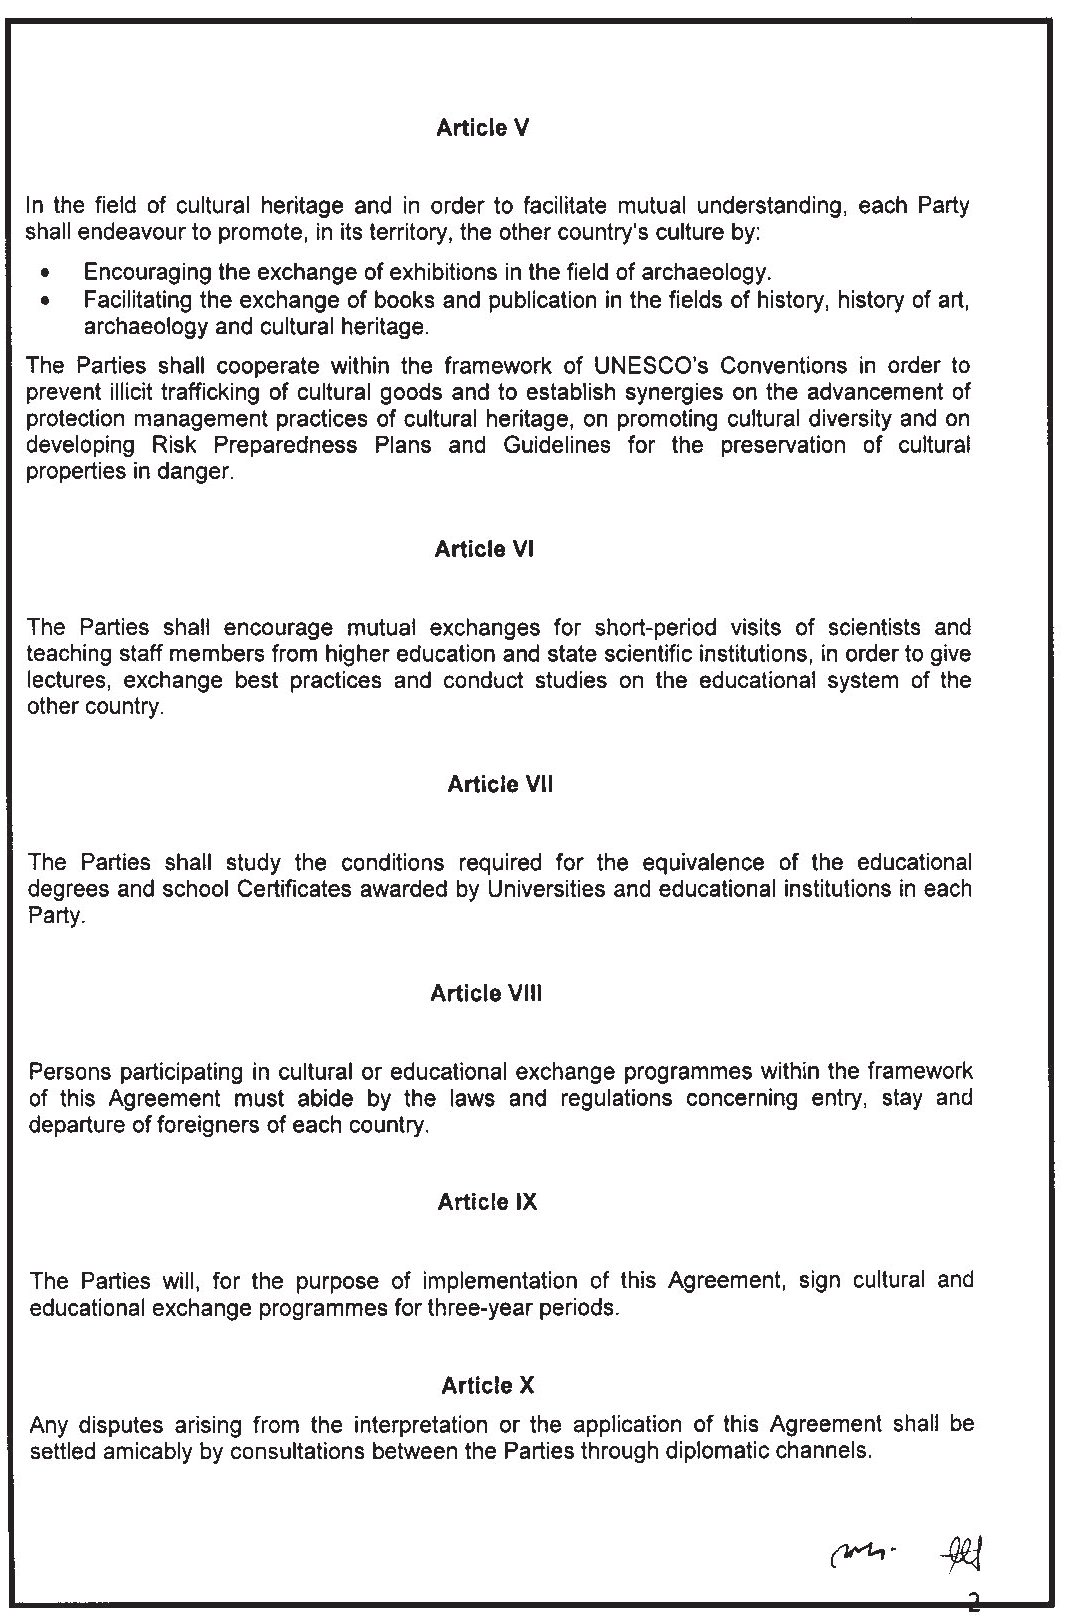 Article V
In the field of cultural heritage and in order to facilitate mutual understanding, each Party
shall endeavour to promote, in its territory, the other country's culture by:
• Encouraging the exchange of exhibitions in the field of archaeology.
• Facilitating the exchange of books and publication in the fields of history, history of art,
archaeology and cultural heritage.
The Parties shall cooperate within the framework of UNESCO's Conventions in order to
prevent illicit trafficking of cultural goods and to establish synergies on the advancement of
protection management practices of cultural heritage, on promoting cultural diversity and on
developing Risk Preparedness Plans and Guidelines for the preservation of cultural
properties in danger.
Article VI
The Parties shall encourage mutual exchanges for short-period visits of scientists and
teaching staff members from higher education and state scientific institutions, in order to give
lectures, exchange best practices and conduct studies on the educational system of the
other country.
Article VII
The Parties shall study the conditions required for the equivalence of the educational
degrees and school Certificates awarded by Universities and educational institutions in each
Party.
Article VIII
Persons participating in cultural or educational exchange programmes within the framework
of this Agreement must abide by the laws and regulations concerning entry, stay and
departure of foreigners of each country.
Article IX
The Parties will, for the purpose of implementation of this Agreement, sign cultural and
educational exchange programmes for three-year periods.
Article X
Any disputes arising from the interpretation or the application of this Agreement shall be
settled amicably by consultations between the Parties through diplomatic channels.
2